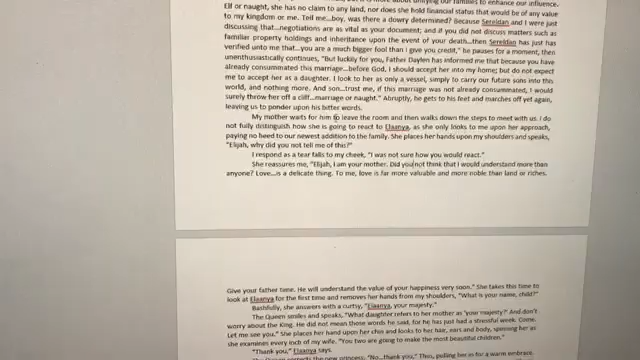 Elf or naught, she has no claim to any land, nor does she hold financial status that would be of any value
to my kingdom or me. Tell me...boy, was there a dowry determined? Because Sereidan and I were just
discussing that...negotiations are as vital as your document; and if you did not discuss matters such as
familiar property holdings and inheritance upon the event of your death...then Sereidan has just has
verified unto me that...you are a much bigger fool than I give you credit," he pauses for a moment, then
unenthusiastically continues, "But luckily for you, Father Daylen has informed me that because you have
already consummated this marriage...before God, I should accept her into my home; but do not expect
me to accept her as a daughter. I look to her as only a vessel, simply to carry our future sons into this
world, and nothing more. And son...trust me, if this marriage was not already consummated, I would
surely throw her off a cliff...marriage or naught." Abruptly, he gets to his feet and marches off yet again,
leaving us to ponder upon his bitter words.
My mother waits for him to leave the room and then walks down the steps to meet with us. I do
not fully distinguish how she is going to react to Elaanya, as she only looks to me upon her approach,
paying no heed to our newest addition to the family. She places her hands upon my shoulders and speaks,
"Elijah, why did you not tell me of this?"
I respond as a tear falls to my cheek, "I was not sure how you would react."
She reassures me, "Elijah, I am your mother. Did you not think that I would understand more than
anyone? Love...is a delicate thing. To me, love is far more valuable and more noble than land or riches.
Give your father time. He will understand the value of your happiness very soon." She takes this time to
look at Elaanya for the first time and removes her hands from my shoulders, "What is your name, child?"
Bashfully, she answers with a curtsy, "Elaanya, your majesty."
The Queen smiles and speaks, "What daughter refers to her mother as 'your majesty?' And don't
worry about the King. He did not mean those words he said, for he has just had a stressful week. Come.
Let me see you." She places her hand upon her chin and looks to her hair, ears and body, spinning her as
she examines every inch of my wife. "You two are going to make the most beautiful children."
"Thank you," Elaanya says.
"No...thank you." Then, pulling her in for a warm embrace,